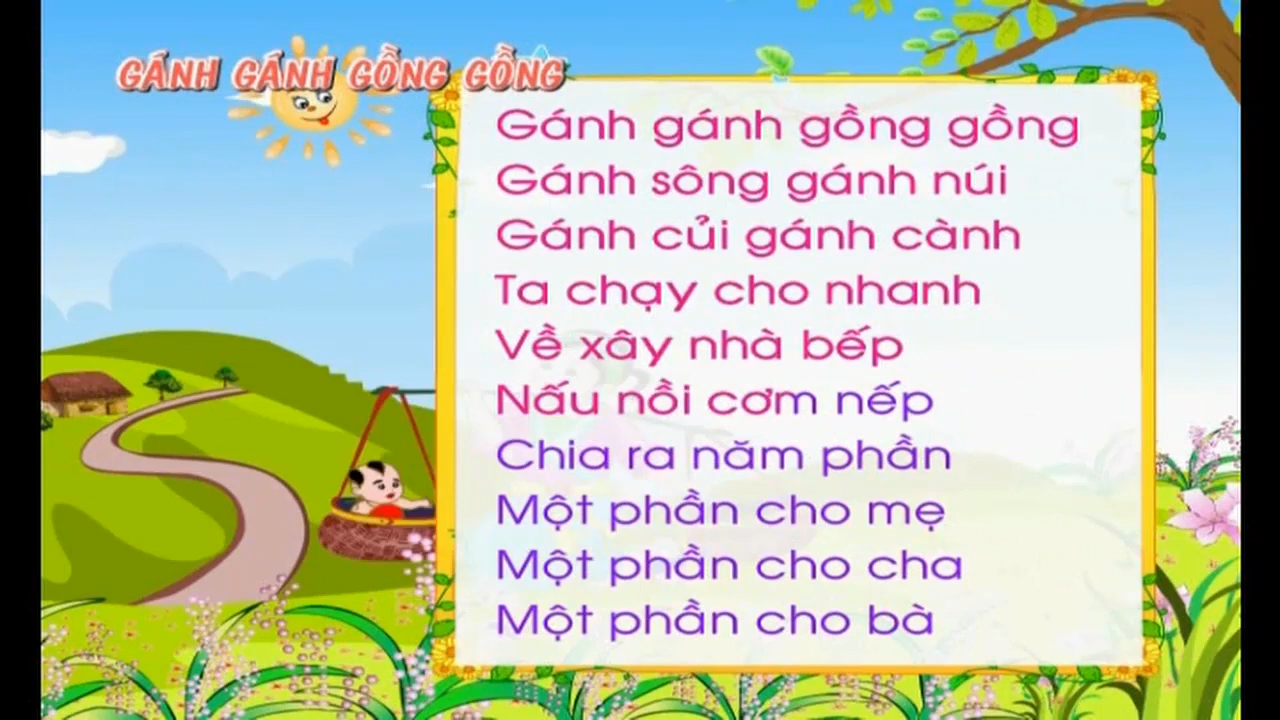 GÁNH GÁNH GỒNG GỒNG
Gánh gánh gồng gồng
Gánh sông gánh núi
Gánh củi gánh cành
Ta chạy cho nhanh
Về xây nhà bếp
Nấu nồi cơm nếp
Chia ra năm phần
Một phần cho mẹ
Một phần cho cha
Một phần cho bà